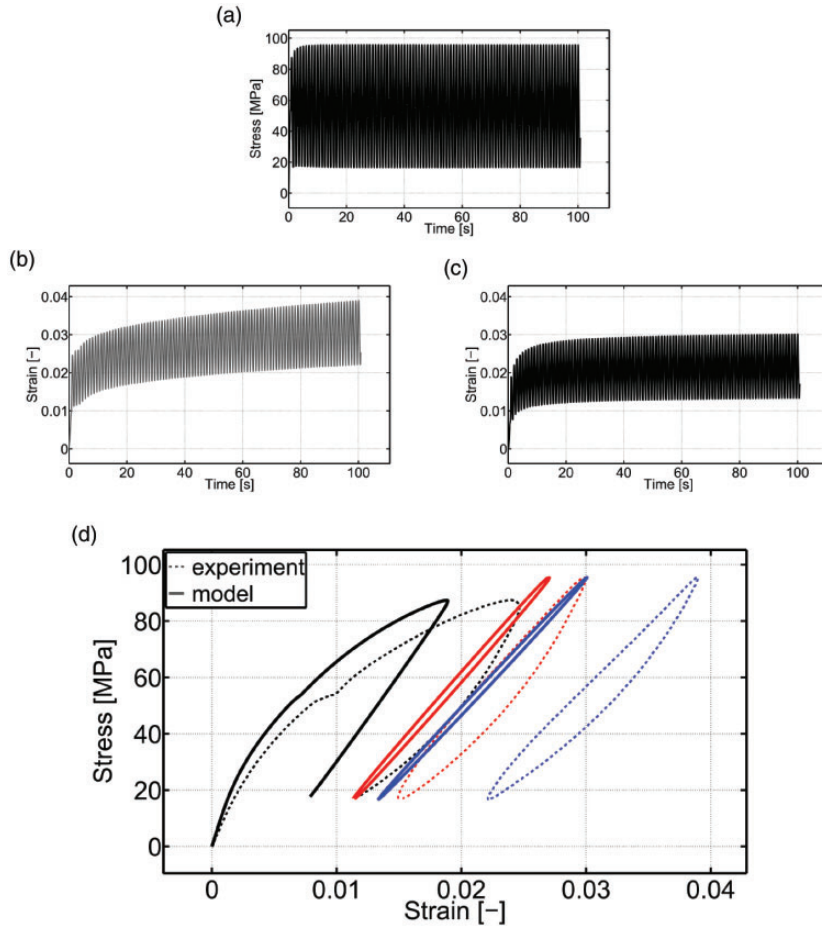 (a)
100
80
60
40
20
0
Stress [MPa]
0 20 40 60 80 100
Time [s]
(b)
0.04
0.03
0.02
0.01
0
Strain [−]
0 20 40 60 80 100
Time [s]
(c)
0.04
0.03
0.02
0.01
0
Strain [−]
0 20 40 60 80 100
Time [s]
(d)
experiment
model
100
80
60
40
20
0
Stress [MPa]
0 0.01 0.02 0.03 0.04
Strain [−]